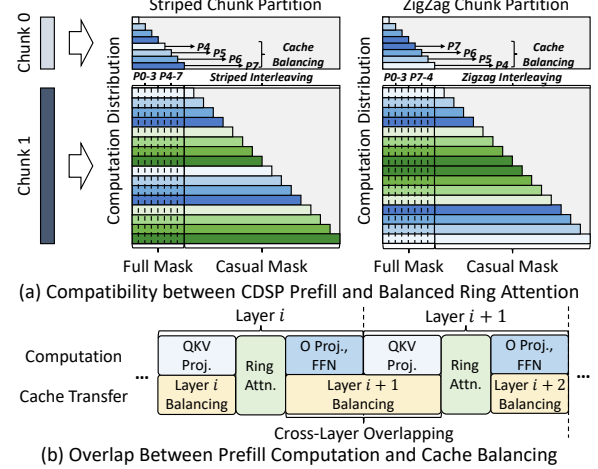 Striped Chunk Partition
ZigZag Chunk Partition
Chunk 0
P4
P5
P6
P7
Cache Balancing
P7
P6
P5
P4
Cache Balancing
P0-3 P4-7 Striped Interleaving
P0-3 P7-4 Zigzag Interleaving
Chunk 1
Computation Distribution
Computation Distribution
Full Mask
Casual Mask
Full Mask
Casual Mask
(a) Compatibility between CDSP Prefill and Balanced Ring Attention
Layer i
Layer i + 1
Computation
Cache Transfer
...
QKV Proj.
Ring Attn.
O Proj., FFN
QKV Proj.
Ring Attn.
O Proj., FFN
...
Layer i Balancing
Layer i + 1 Balancing
Layer i + 2 Balancing
Cross-Layer Overlapping
(b) Overlap Between Prefill Computation and Cache Balancing